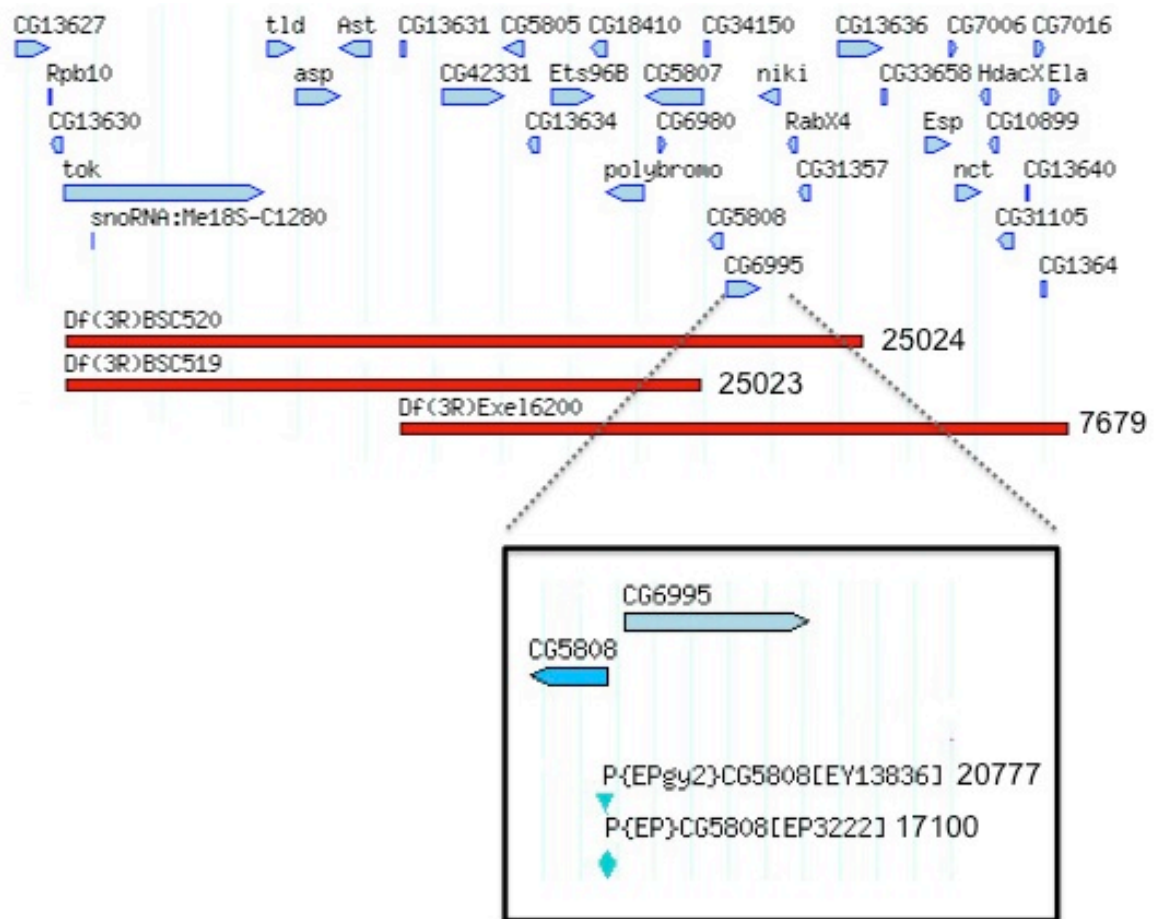 CG13627 tld Ast CG13631 CG5805 CG18410 CG34150 CG13636 CG7006 CG7016
Rpb10 asp CG42331 Ets96B CG5807 niki CG33658 HdacX Ela
CG13630 CG13634 CG6980 RabX4 Esp CG10899
tok polybromo CG31357 nct CG13640
snoRNA:Me18S-C1280 CG5808 CG31105
CG6995 CG1364
Df(3R)BSC520 25024
Df(3R)BSC519 25023
Df(3R)Exel6200 7679
CG6995
CG5808
P{EPgy2}CG5808[EY13836] 20777
P{EP}CG5808[EP3222] 17100